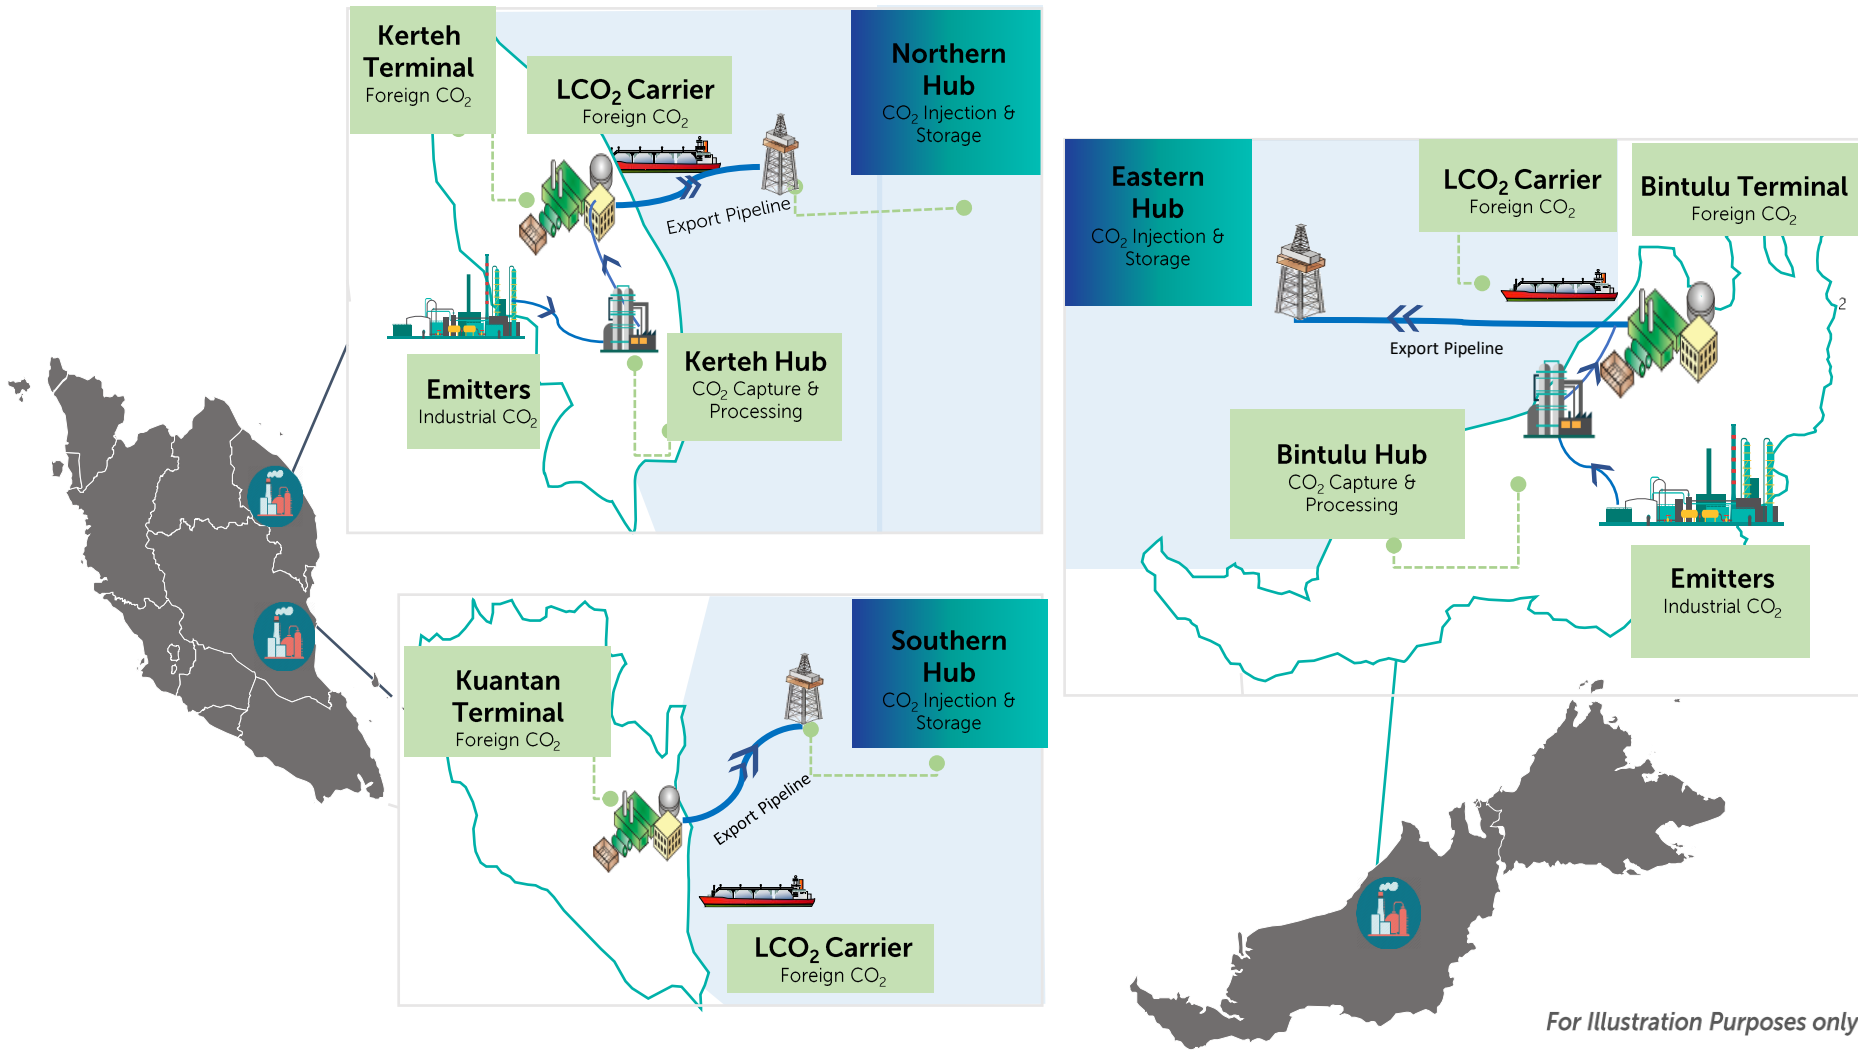 Kerteh
Terminal
Foreign CO₂
LCO₂ Carrier
Foreign CO₂
Northern
Hub
CO₂ Injection &
Storage
Export Pipeline
Emitters
Industrial CO₂
Kerteh Hub
CO₂ Capture &
Processing
Eastern
Hub
CO₂ Injection &
Storage
LCO₂ Carrier
Foreign CO₂
Bintulu Terminal
Foreign CO₂
2
Export Pipeline
Bintulu Hub
CO₂ Capture &
Processing
Emitters
Industrial CO₂
Kuantan
Terminal
Foreign CO₂
Southern
Hub
CO₂ Injection &
Storage
Export Pipeline
LCO₂ Carrier
Foreign CO₂
For Illustration Purposes only